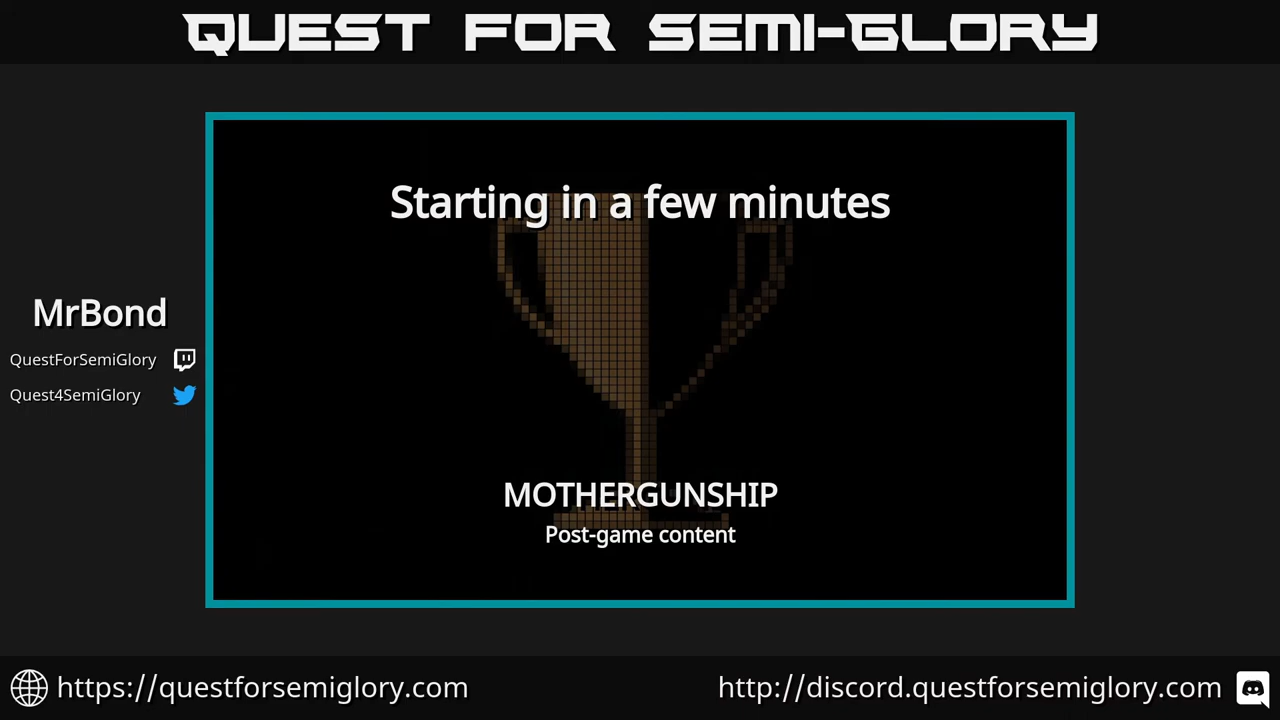 QUEST FOR SEMI-GLORY
Starting in a few minutes
MrBond
QuestForSemiGlory
Quest4SemiGlory
MOTHERGUNSHIP
Post-game content
https://questforsemiglory.com
http://discord.questforsemiglory.com